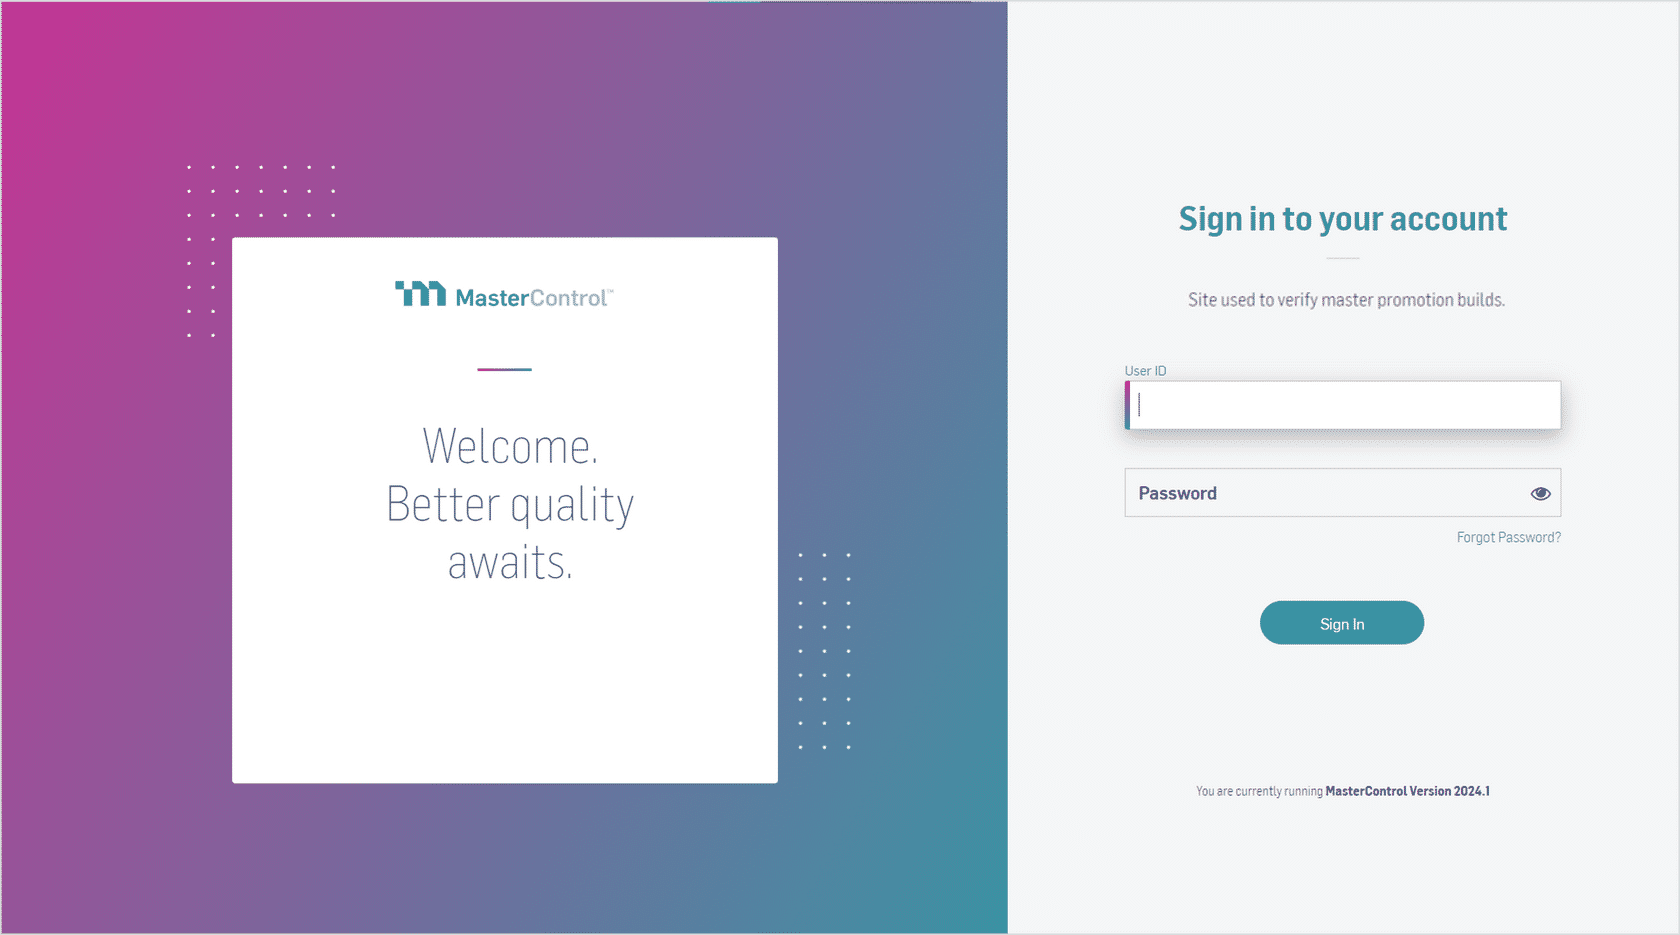 MasterControl™
Welcome.
Better quality
awaits.
Sign in to your account
Site used to verify master promotion builds.
User ID
Password
Forgot Password?
Sign In
You are currently running MasterControl Version 2024.1